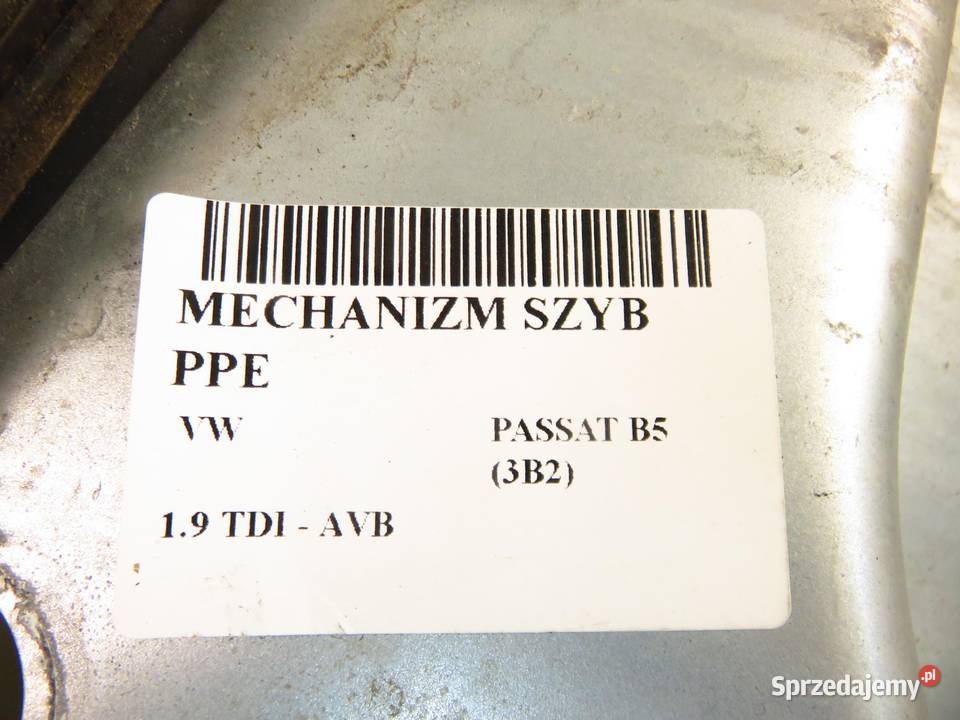 MECHANIZM SZYB
PPE
VW PASSAT B5
(3B2)
1.9 TDI - AVB
Sprzedajemy.pl